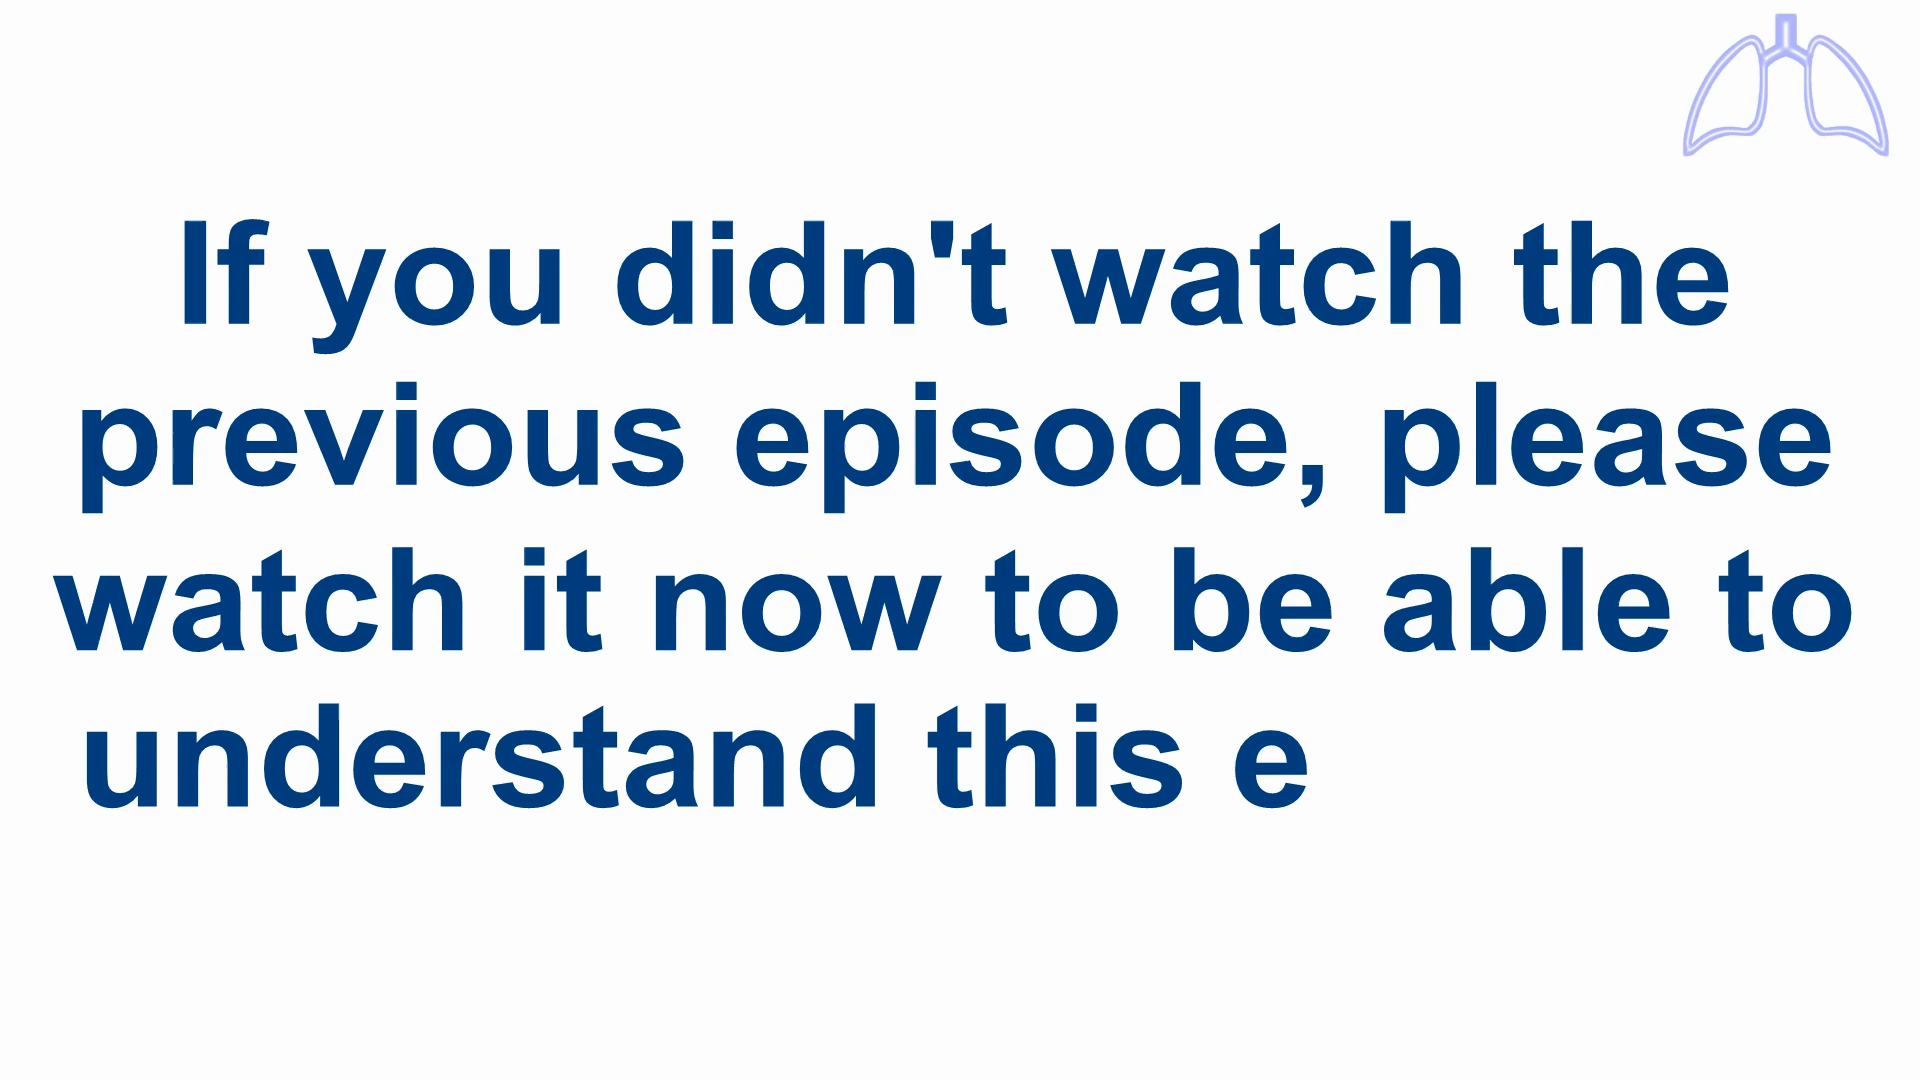 If you didn't watch the
previous episode, please
watch it now to be able to
understand this e